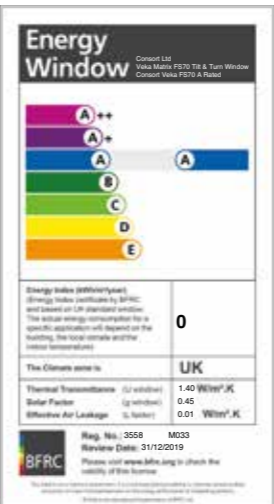 Energy
Window
Consort Ltd
Veka Matrix FS70 Tilt & Turn Window
Consort Veka FS70 A Rated
A++
A+
A A
B
C
D
E
Energy Index (kWh/m²/year)
(Energy Index certificate by BFRC
and based on UK standard window.
The actual energy consumption for a
specific application will depend on the
building, the local climate and the
indoor temperature)
0
The Climate zone is UK
Thermal Transmittance (U window) 1.40 W/m².K
Solar Factor (g window) 0.45
Effective Air Leakage (L factor) 0.01 W/m².K
BFRC
Reg. No.: 3558 M033
Review Date: 31/12/2019
Please visit www.bfrc.org to check the
validity of this license